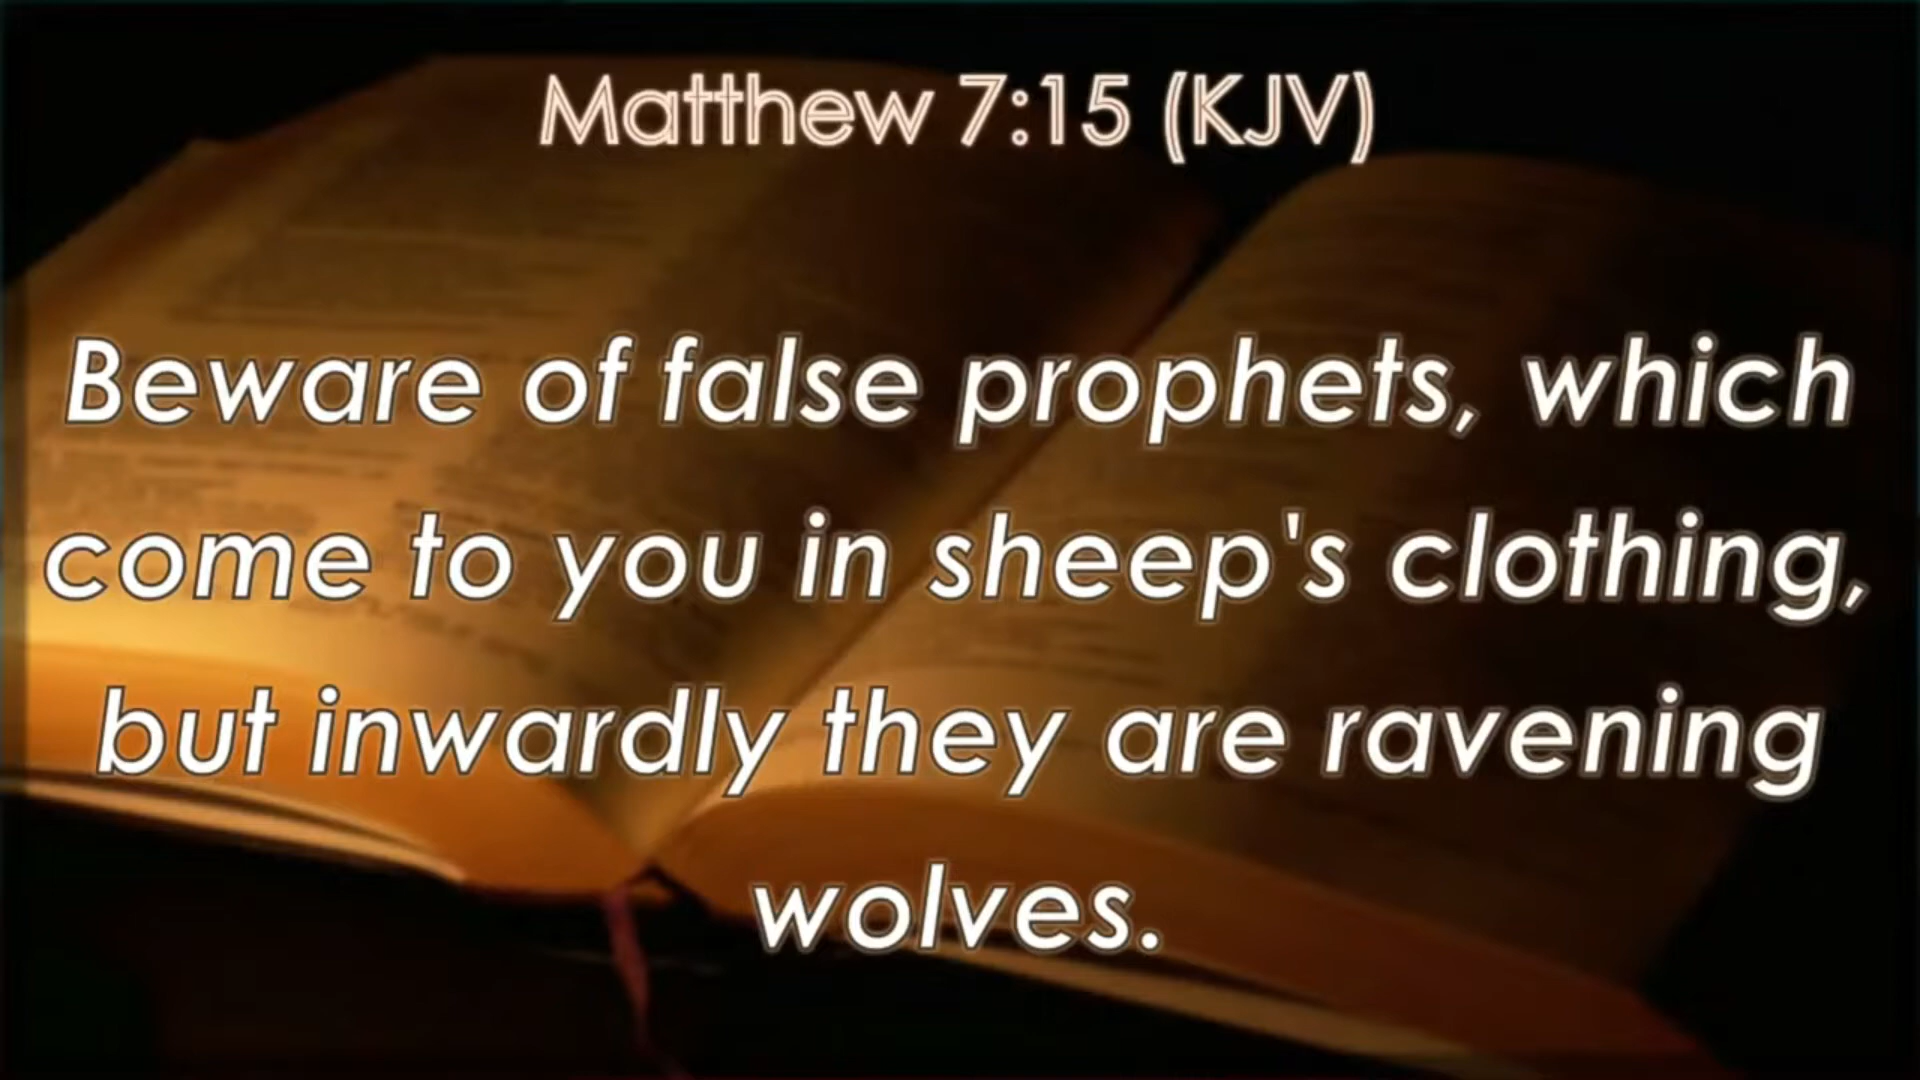 Matthew 7:15 (KJV)
Beware of false prophets, which
come to you in sheep's clothing,
but inwardly they are ravening
wolves.